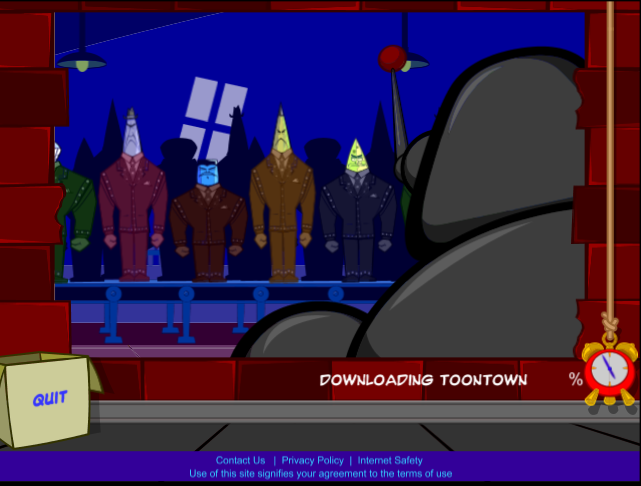 DOWNLOADING TOONTOWN %
QUIT
Contact Us | Privacy Policy | Internet Safety
Use of this site signifies your agreement to the terms of use